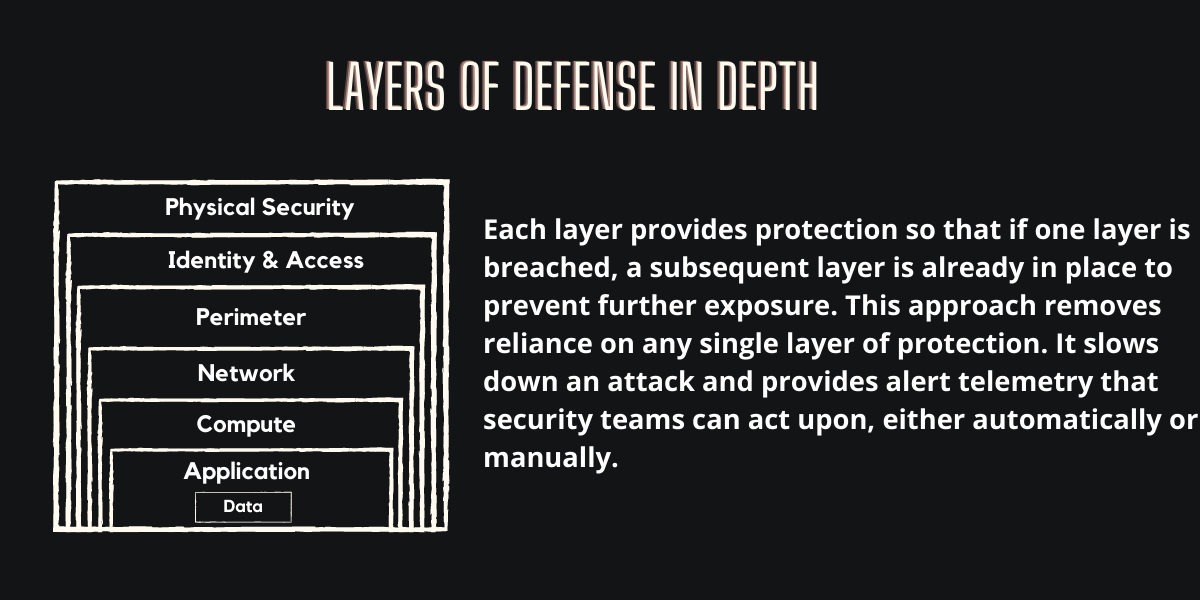 LAYERS OF DEFENSE IN DEPTH
Physical Security
Identity & Access
Perimeter
Network
Compute
Application
Data
Each layer provides protection so that if one layer is
breached, a subsequent layer is already in place to
prevent further exposure. This approach removes
reliance on any single layer of protection. It slows
down an attack and provides alert telemetry that
security teams can act upon, either automatically or
manually.